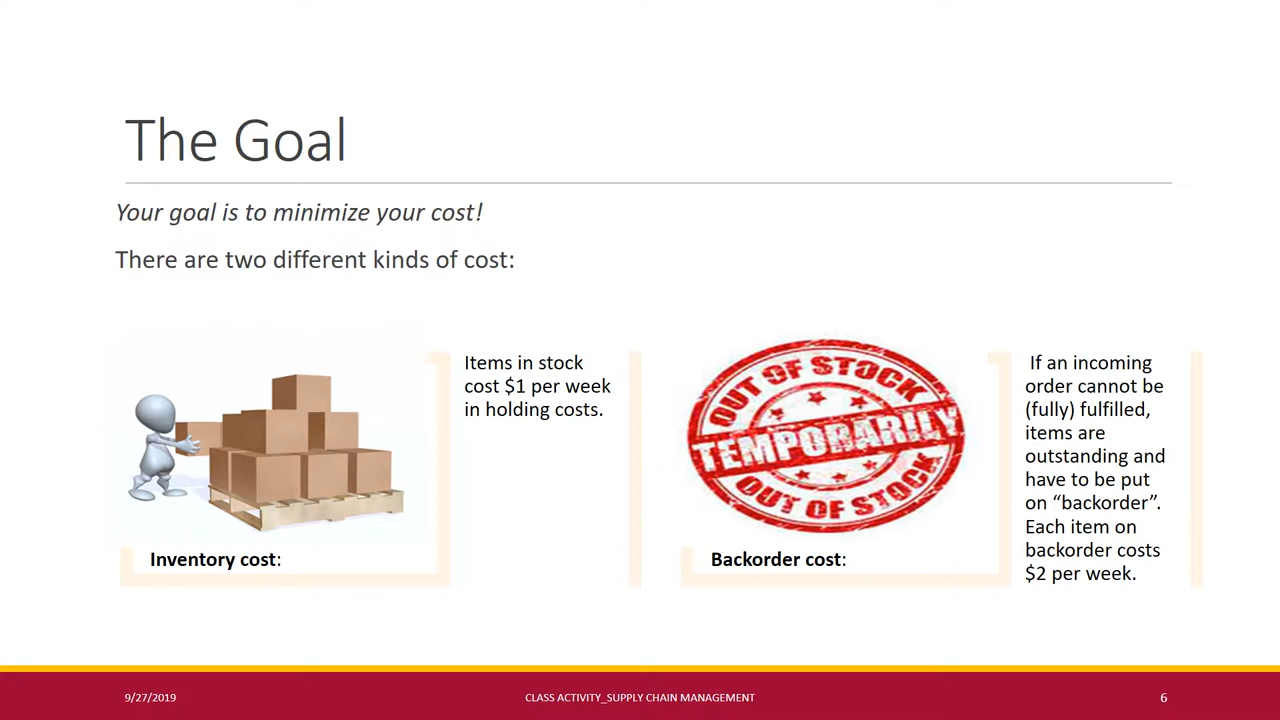 The Goal
Your goal is to minimize your cost!
There are two different kinds of cost:
Items in stock
cost $1 per week
in holding costs.
Inventory cost:
OUT OF STOCK
TEMPORARILY
OUT OF STOCK
Backorder cost:
If an incoming
order cannot be
(fully) fulfilled,
items are
outstanding and
have to be put
on “backorder”.
Each item on
backorder costs
$2 per week.
9/27/2019
CLASS ACTIVITY_SUPPLY CHAIN MANAGEMENT
6